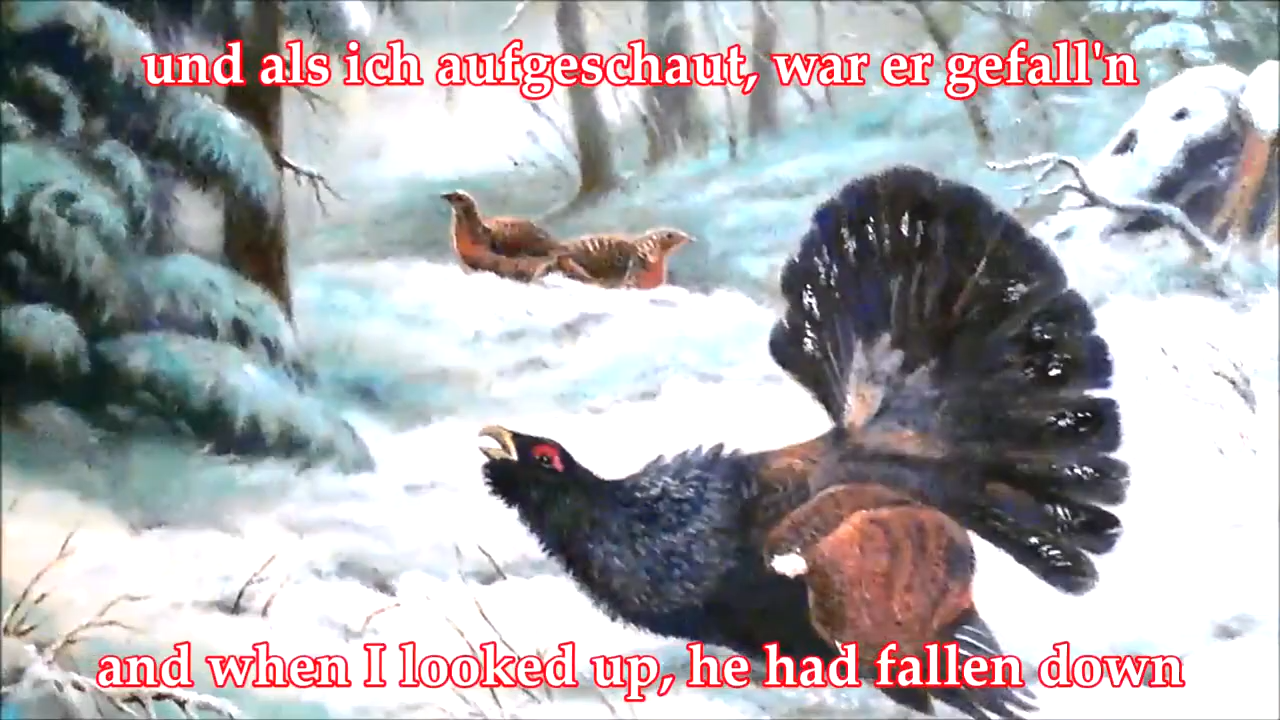 und als ich aufgeschaut, war er gefall'n
and when I looked up, he had fallen down